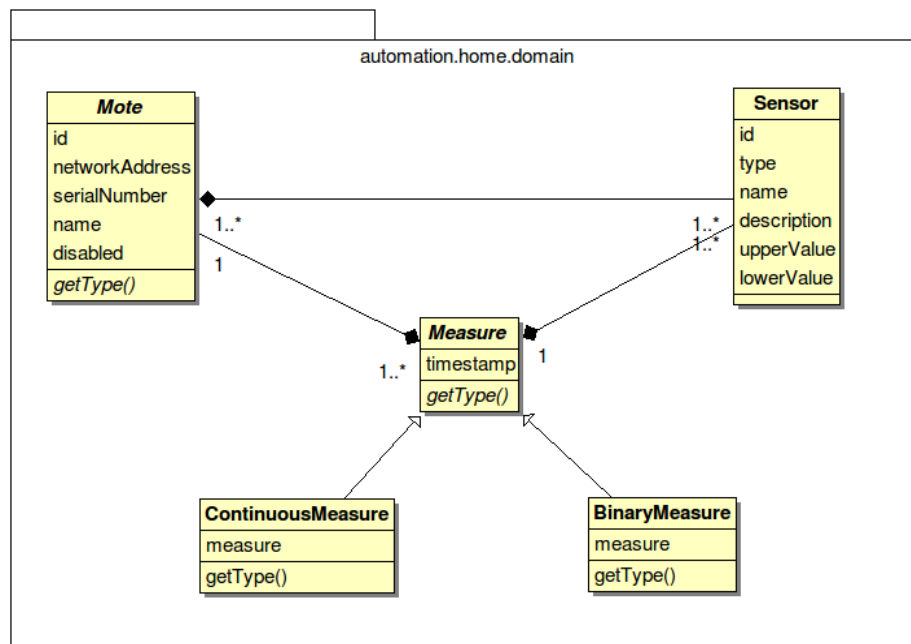 automation.home.domain
Mote
id
networkAddress
serialNumber
name
disabled
getType()
Sensor
id
type
name
description
upperValue
lowerValue
1..*
1
1..*
1..*
Measure
timestamp
getType()
1..*
1
ContinuousMeasure
measure
getType()
BinaryMeasure
measure
getType()